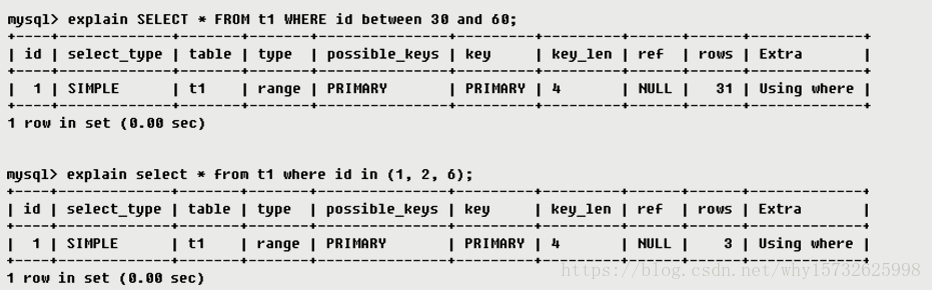 mysql> explain SELECT * FROM t1 WHERE id between 30 and 60;
+----+-------------+-------+-------+---------------+---------+---------+------+------+-------------+
| id | select_type | table | type | possible_keys | key | key_len | ref | rows | Extra |
+----+-------------+-------+-------+---------------+---------+---------+------+------+-------------+
| 1 | SIMPLE | t1 | range | PRIMARY | PRIMARY | 4 | NULL | 31 | Using where |
+----+-------------+-------+-------+---------------+---------+---------+------+------+-------------+
1 row in set (0.00 sec)
mysql> explain select * from t1 where id in (1, 2, 6);
+----+-------------+-------+-------+---------------+---------+---------+------+------+-------------+
| id | select_type | table | type | possible_keys | key | key_len | ref | rows | Extra |
+----+-------------+-------+-------+---------------+---------+---------+------+------+-------------+
| 1 | SIMPLE | t1 | range | PRIMARY | PRIMARY | 4 | NULL | 3 | Using where |
+----+-------------+-------+-------+---------------+---------+---------+------+------+-------------+
1 row in set (0.00 sec)
https://blog.csdn.net/why15732625998